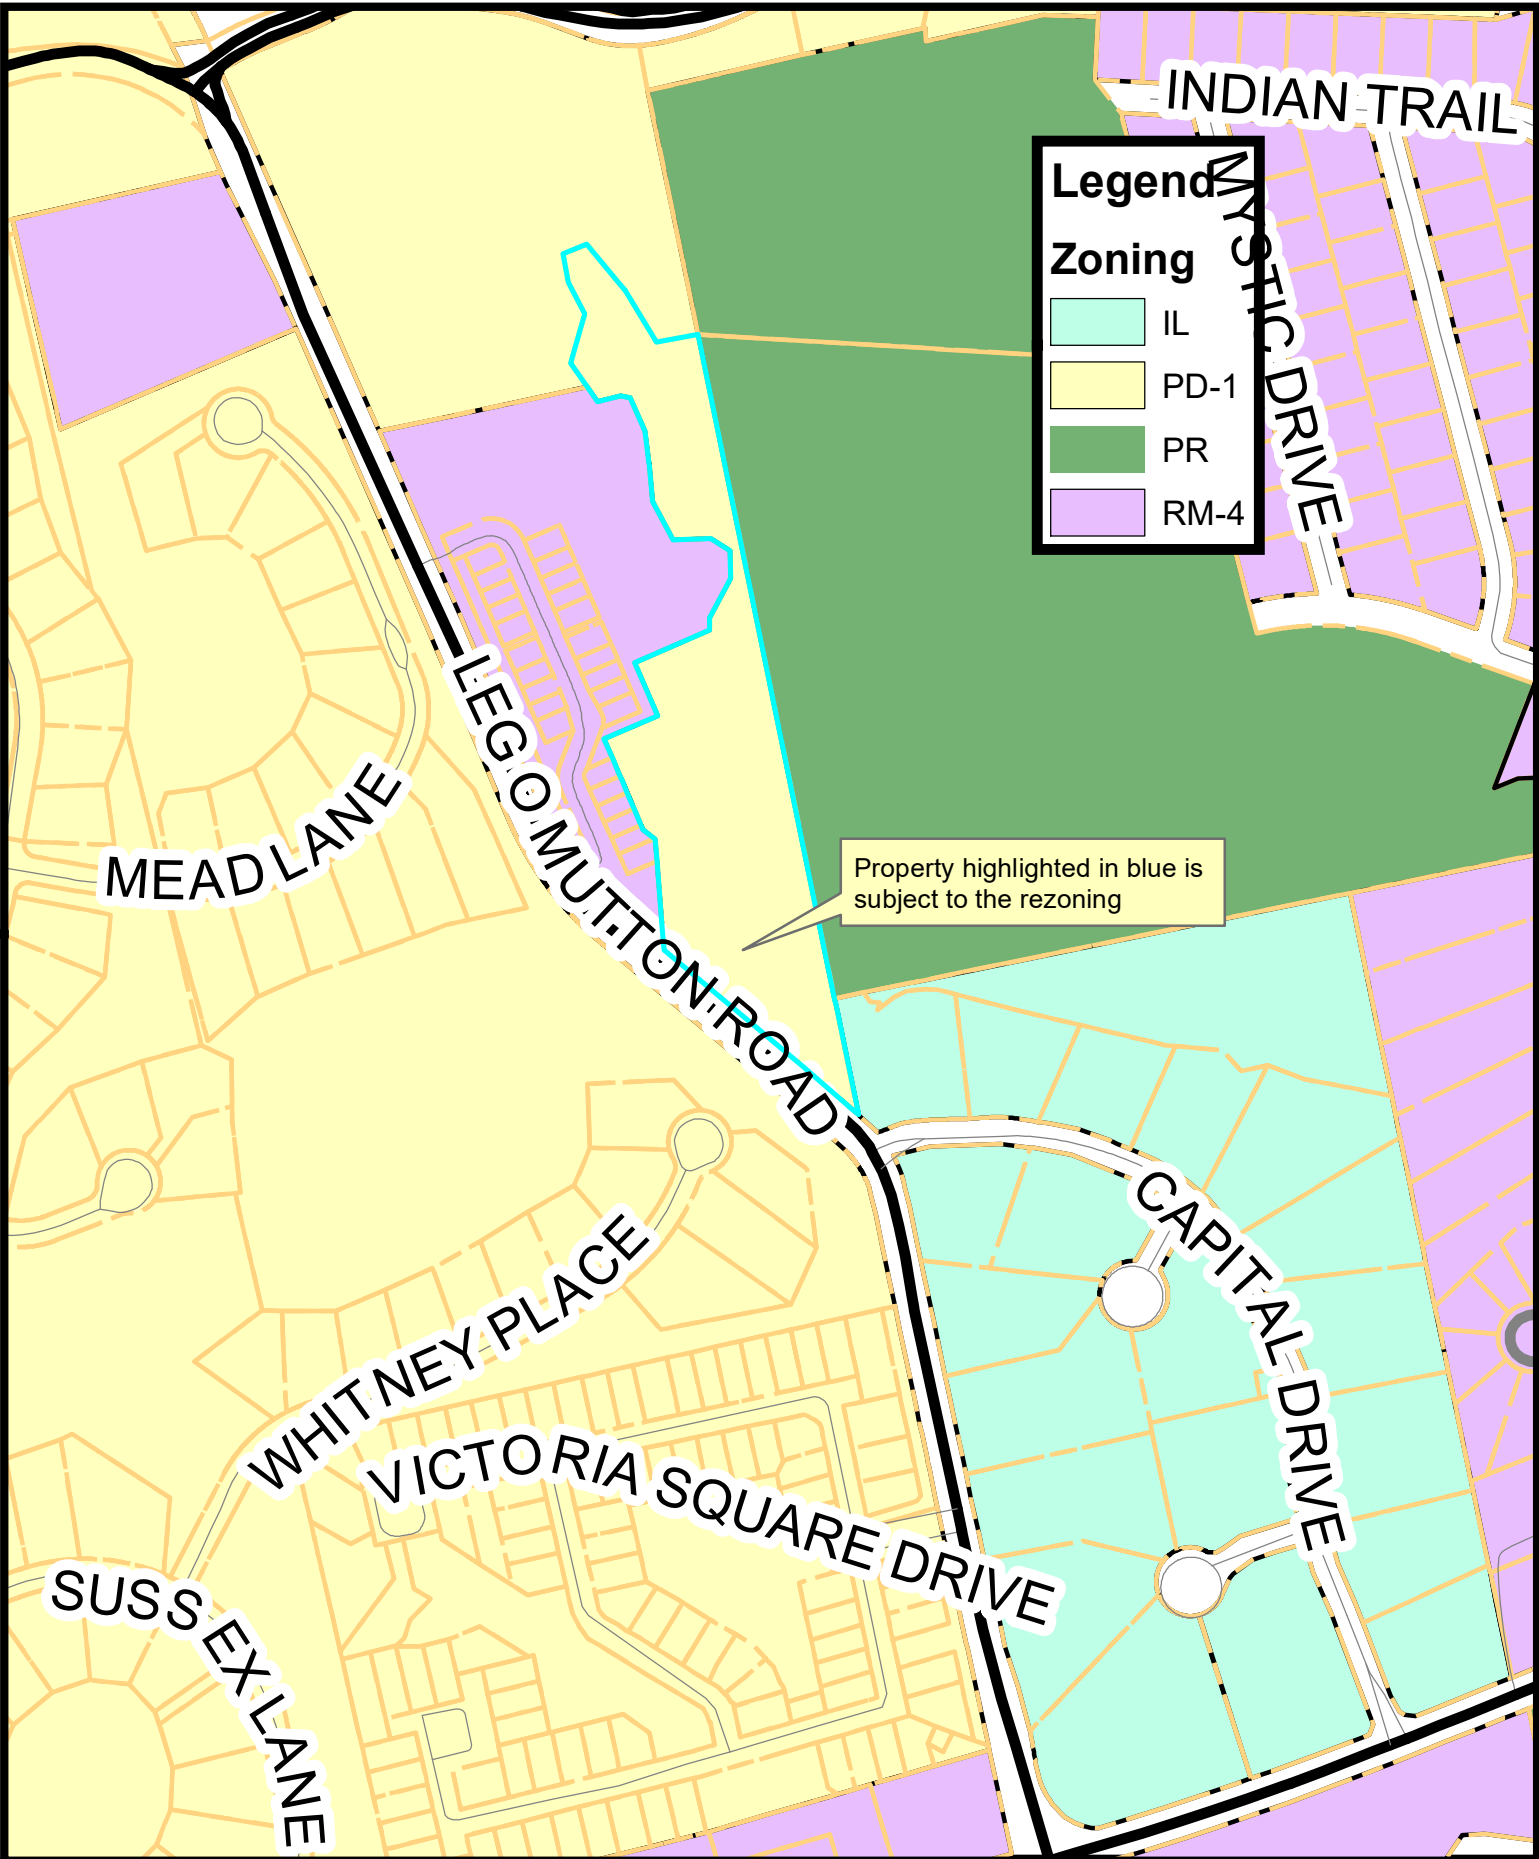 INDIAN TRAIL
Legend
MYSTIC DRIVE
Zoning
IL
PD-1
PR
RM-4
LEG O MUTTON ROAD
MEAD LANE
Property highlighted in blue is
subject to the rezoning
CAPITAL DRIVE
WHITNEY PLACE
VICTORIA SQUARE DRIVE
SUSSEX LANE